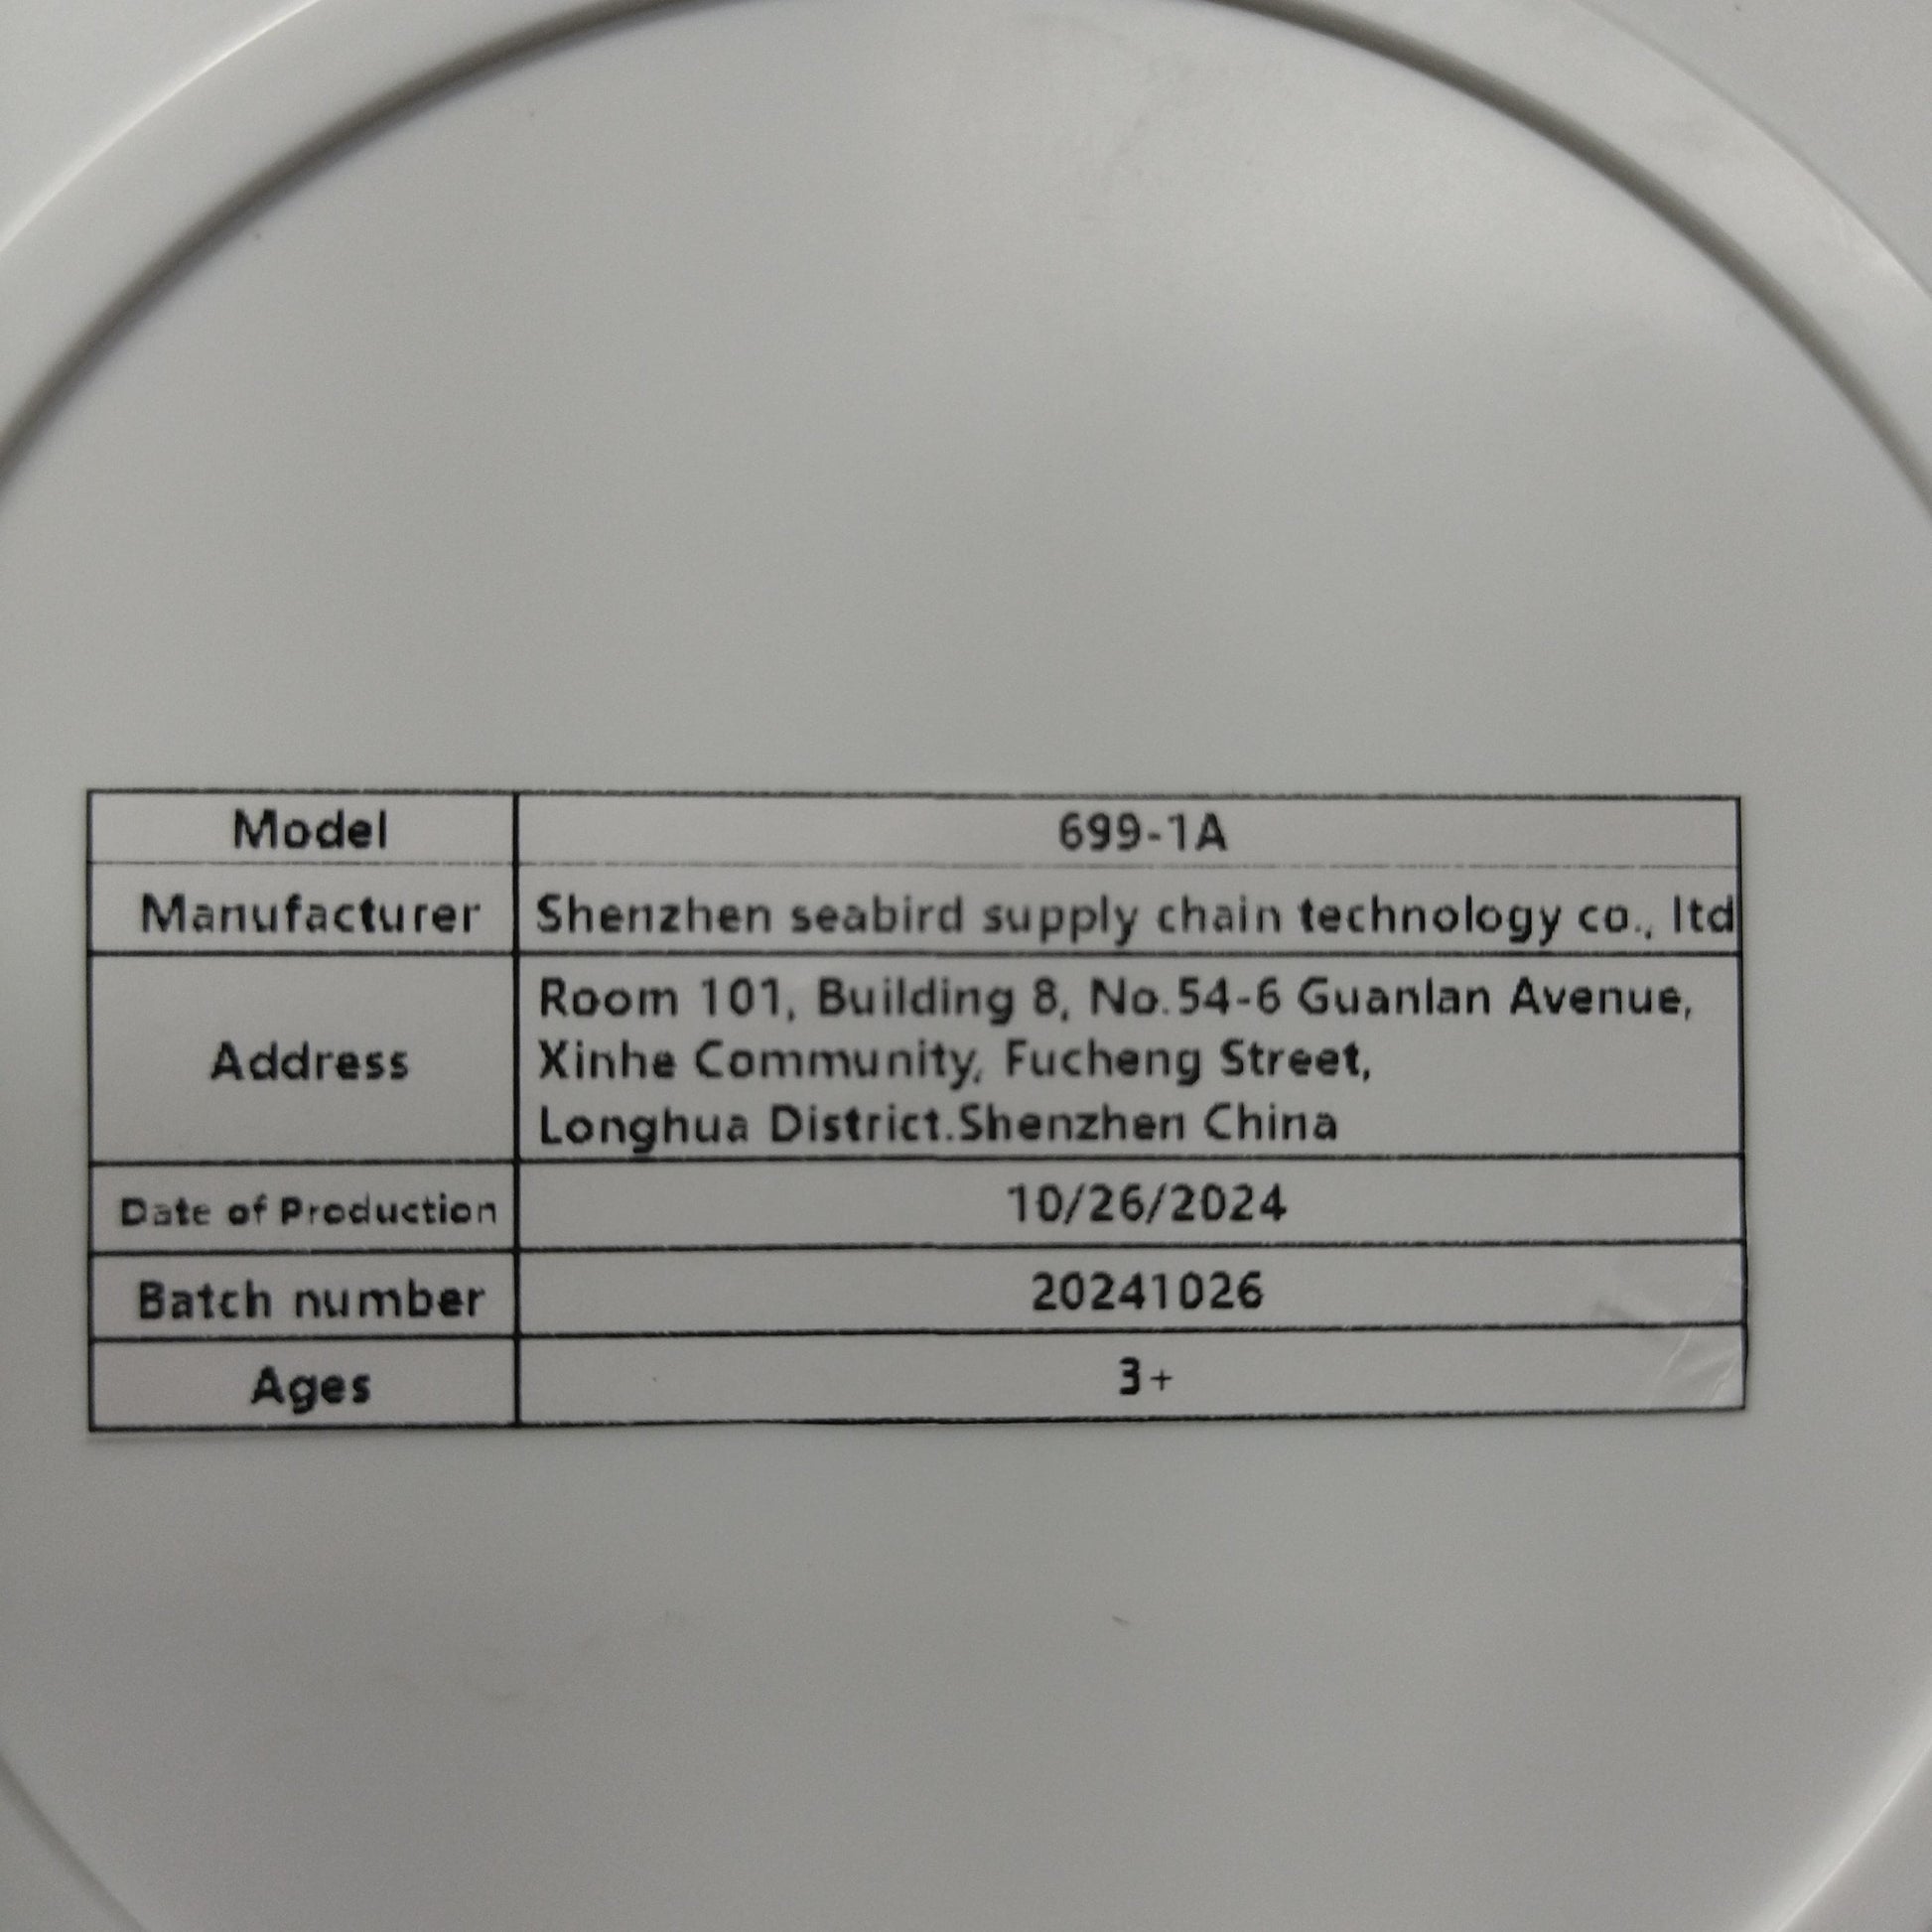 Model 699-1A
Manufacturer Shenzhen seabird supply chain technology co., ltd
Address Room 101, Building 8, No.54-6 Guanlan Avenue,
Xinhe Community, Fucheng Street,
Longhua District.Shenzhen China
Date of Production 10/26/2024
Batch number 20241026
Ages 3+